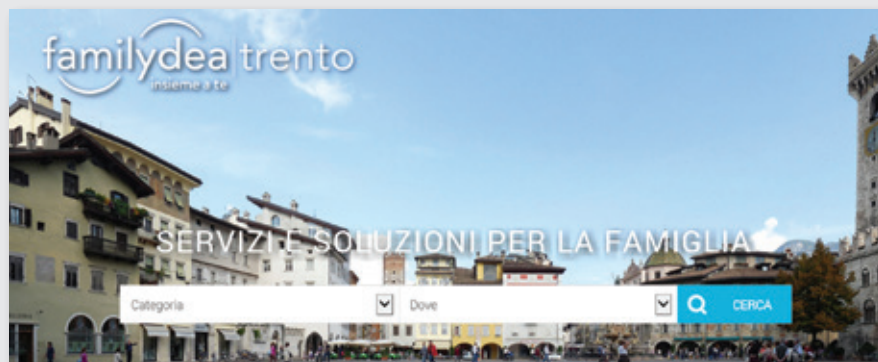 familydea trento
insieme a te
SERVIZI E SOLUZIONI PER LA FAMIGLIA
Categoria
Dove
CERCA